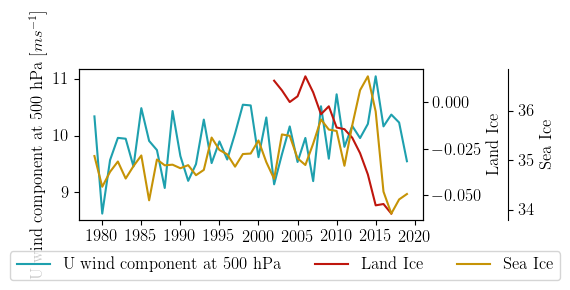 U wind component at 500 hPa [ms⁻¹]
11
10
9
1980 1985 1990 1995 2000 2005 2010 2015 2020
0.000
−0.025
−0.050
Land Ice
36
35
34
Sea Ice
U wind component at 500 hPa Land Ice Sea Ice